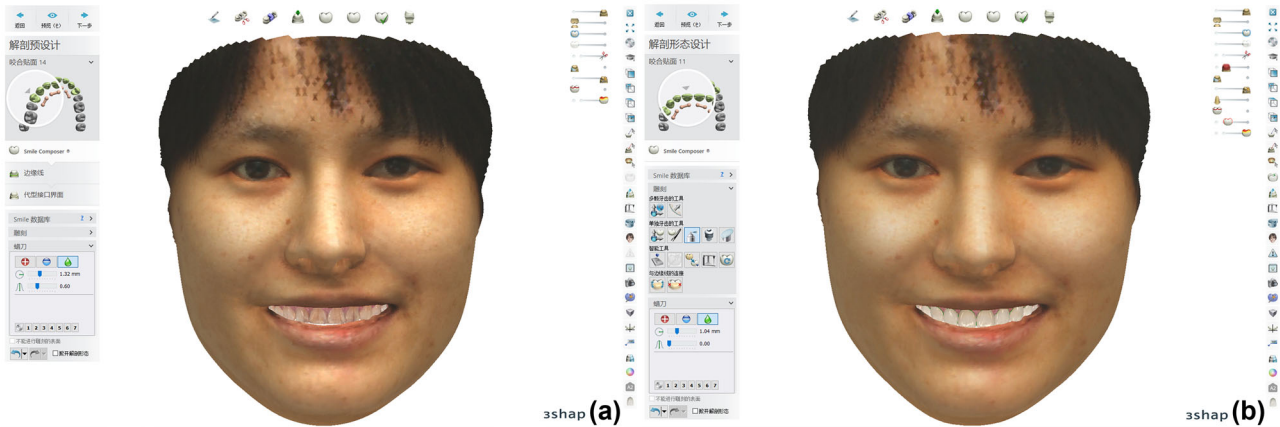 返回 预览（E） 下一步
解剖预设计
咬合贴面 14
Smile Composer
边缘线
代型接口界面
Smile 数据库
雕刻
蜡刀
1.32 mm
0.60
1 2 3 4 5 6 7
不能进行雕刻的表面
敲开解剖形态
3shap (a)
返回 预览（E） 下一步
解剖形态设计
咬合贴面 11
Smile Composer
Smile 数据库
雕刻
多颗牙齿的工具
单独牙齿的工具
智能工具
与边缘线的连接
蜡刀
1.04 mm
0.00
1 2 3 4 5 6 7
不能进行雕刻的表面
敲开解剖形态
3shap (b)